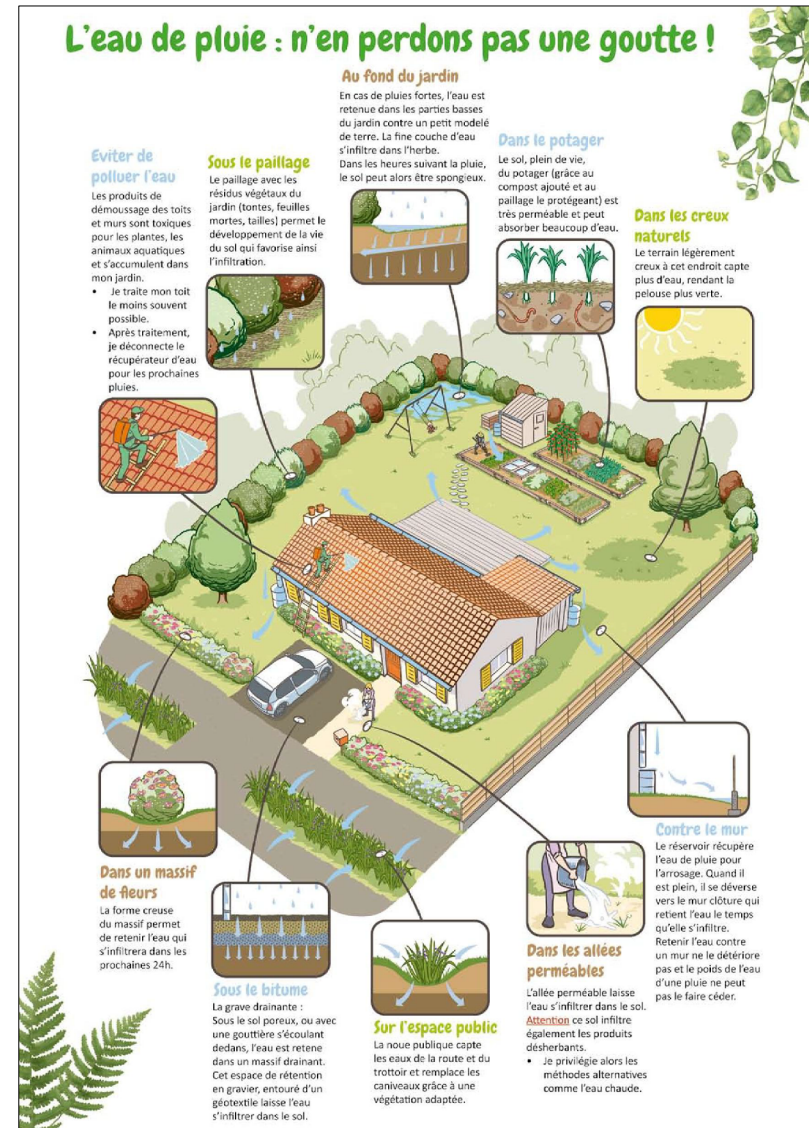 L'eau de pluie : n'en perdons pas une goutte !
Au fond du jardin
En cas de pluies fortes, l'eau est
retenue dans les parties basses
du jardin contre un petit modelé
de terre. La fine couche d'eau
s'infiltre dans l'herbe.
Dans les heures suivant la pluie,
le sol peut alors être spongieux.
Dans le potager
Le sol, plein de vie,
du potager (grâce au
compost ajouté et au
paillage le protégeant) est
très perméable et peut
absorber beaucoup d'eau.
Eviter de
polluer l'eau
Les produits de
démoussage des toits
et murs sont toxiques
pour les plantes, les
animaux aquatiques
et s'accumulent dans
mon jardin.
• Je traite mon toit
le moins souvent
possible.
• Après traitement,
je déconnecte le
récupérateur d'eau
pour les prochaines
pluies.
Sous le paillage
Le paillage avec les
résidus végétaux du
jardin (tontes, feuilles
mortes, tailles) permet le
développement de la vie
du sol qui favorise ainsi
l'infiltration.
Dans les creux
naturels
Le terrain légèrement
creux à cet endroit capte
plus d'eau, rendant la
pelouse plus verte.
Dans un massif
de fleurs
La forme creuse
du massif permet
de retenir l'eau qui
s'infiltrera dans les
prochaines 24h.
Sous le bitume
La grave drainante :
Sous le sol poreux, ou avec
une gouttière s'écoulant
dedans, l'eau est retene
dans un massif drainant.
Cet espace de rétention
en gravier, entouré d'un
géotextile laisse l'eau
s'infiltrer dans le sol.
Sur l'espace public
La noue publique capte
les eaux de la route et du
trottoir et remplace les
caniveaux grâce à une
végétation adaptée.
Dans les allées
perméables
L'allée perméable laisse
l'eau s'infiltrer dans le sol.
Attention ce sol infiltre
également les produits
désherbants.
• Je privilégie alors les
méthodes alternatives
comme l'eau chaude.
Contre le mur
Le réservoir récupère
l'eau de pluie pour
l'arrosage. Quand il
est plein, il se déverse
vers le mur clôture qui
retient l'eau le temps
qu'elle s'infiltre.
Retenir l'eau contre
un mur ne le détériore
pas et le poids de l'eau
d'une pluie ne peut
pas le faire céder.